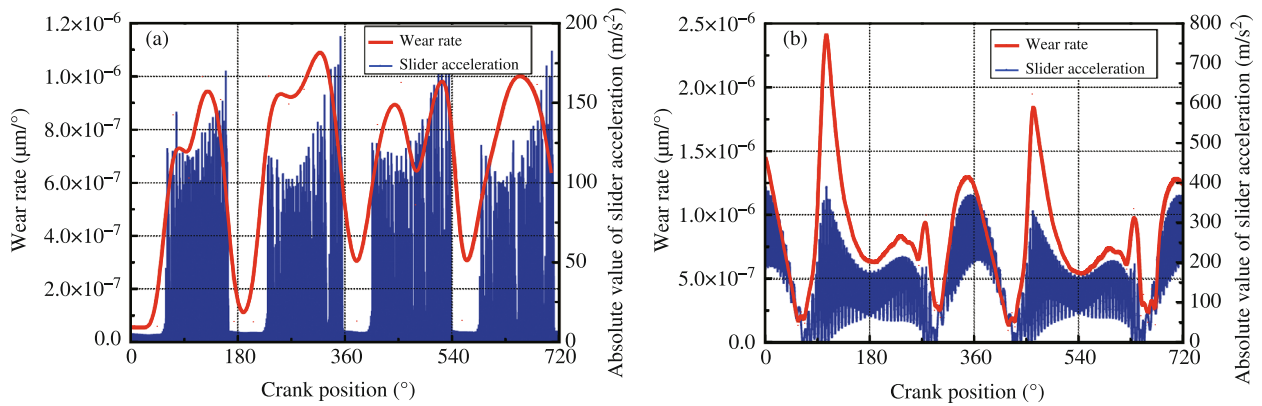 (a)
Wear rate
Slider acceleration
Wear rate (μm/°)
1.2×10⁻⁶
1.0×10⁻⁶
8.0×10⁻⁷
6.0×10⁻⁷
4.0×10⁻⁷
2.0×10⁻⁷
0.0
200
150
100
50
0
Absolute value of slider acceleration (m/s²)
0 180 360 540 720
Crank position (°)
(b)
Wear rate
Slider acceleration
Wear rate (μm/°)
2.5×10⁻⁶
2.0×10⁻⁶
1.5×10⁻⁶
1.0×10⁻⁶
5.0×10⁻⁷
0.0
800
700
600
500
400
300
200
100
0
Absolute value of slider acceleration (m/s²)
0 180 360 540 720
Crank position (°)